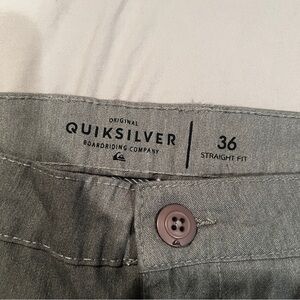 ORIGINAL
QUIKSILVER
BOARDRIDING COMPANY
36
STRAIGHT FIT